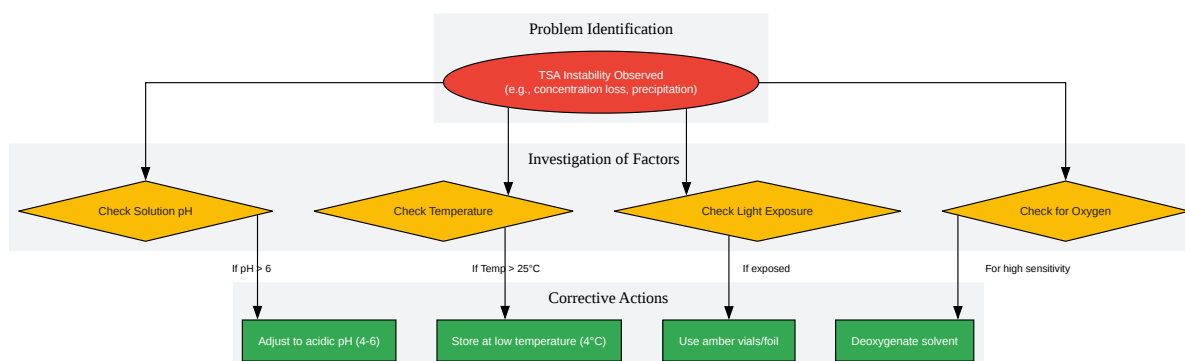 Problem Identification
TSA Instability Observed
(e.g., concentration loss, precipitation)
Investigation of Factors
Check Solution pH
Check Temperature
Check Light Exposure
Check for Oxygen
If pH > 6
If Temp > 25°C
If exposed
For high sensitivity
Corrective Actions
Adjust to acidic pH (4-6)
Store at low temperature (4°C)
Use amber vials/foil
Deoxygenate solvent